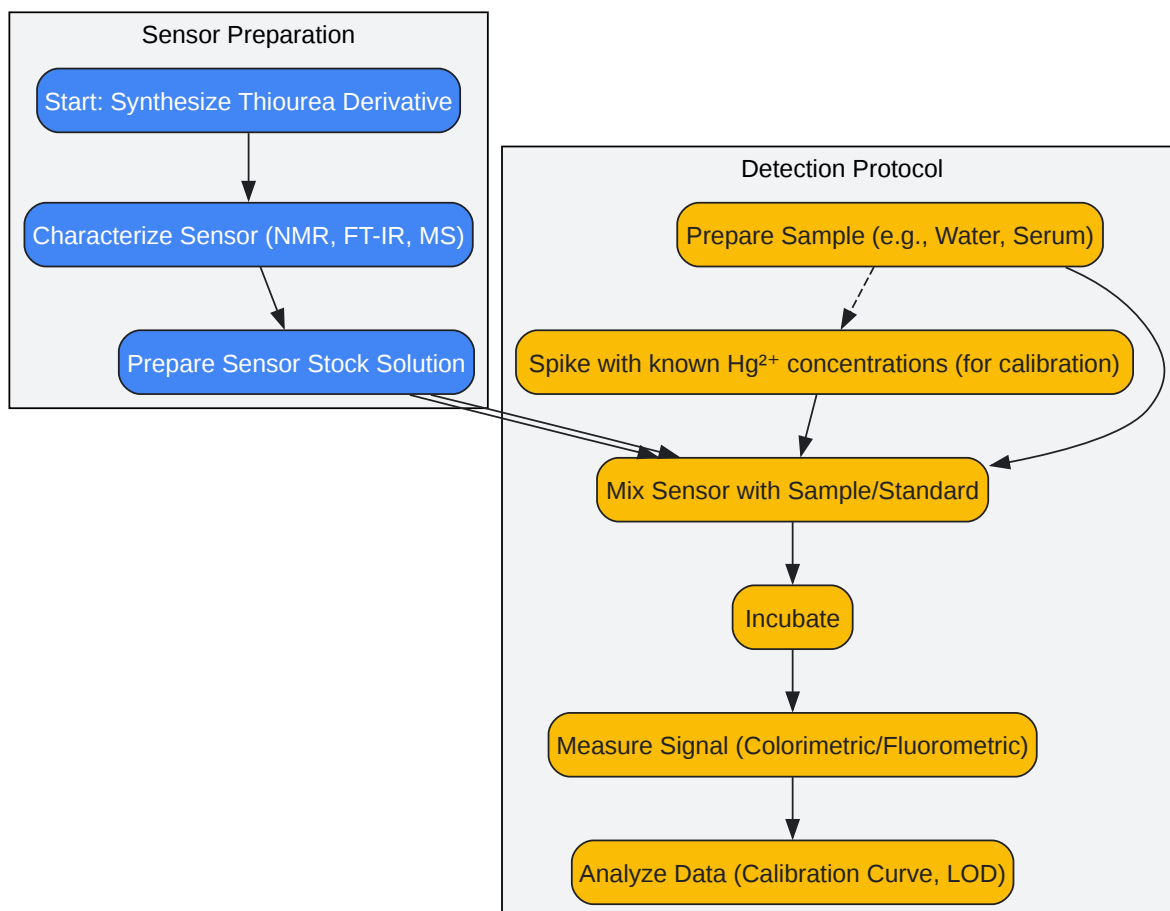 Sensor Preparation
Start: Synthesize Thiourea Derivative
Characterize Sensor (NMR, FT-IR, MS)
Prepare Sensor Stock Solution
Detection Protocol
Prepare Sample (e.g., Water, Serum)
Spike with known Hg²⁺ concentrations (for calibration)
Mix Sensor with Sample/Standard
Incubate
Measure Signal (Colorimetric/Fluorometric)
Analyze Data (Calibration Curve, LOD)